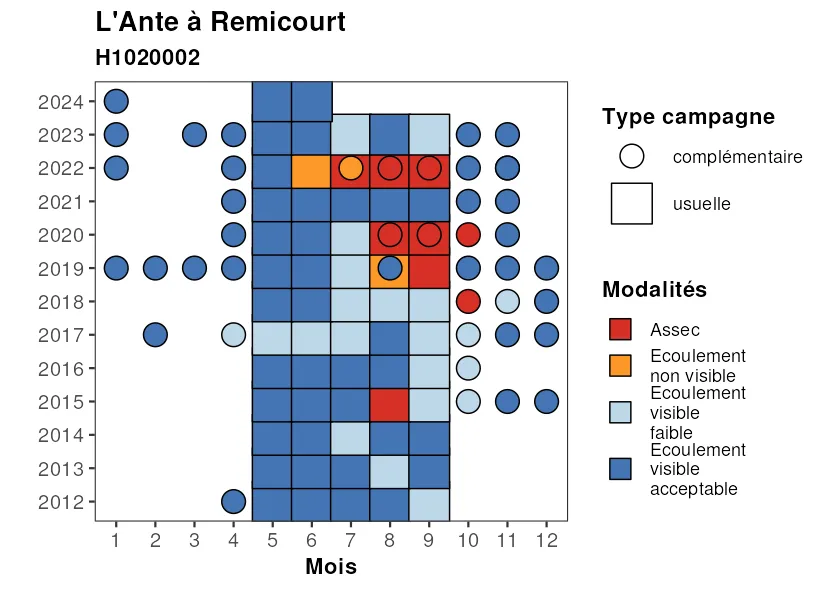 L'Ante à Remicourt
H1020002
2024
2023
2022
2021
2020
2019
2018
2017
2016
2015
2014
2013
2012
1 2 3 4 5 6 7 8 9 10 11 12
Mois
Type campagne
complémentaire
usuelle
Modalités
Assec
Ecoulement
non visible
Ecoulement
visible
faible
Ecoulement
visible
acceptable